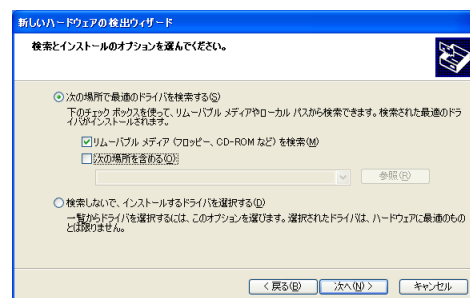 新しいハードウェアの検出ウィザード
検索とインストールのオプションを選んでください。
次の場所で最適のドライバを検索する(S)
下のチェック ボックスを使って、リムーバブル メディアやローカル パスから検索できます。検索された最適のドラ
イバがインストールされます。
リムーバブル メディア (フロッピー、CD-ROM など) を検索(M)
次の場所を含める(O):
参照(R)
検索しないで、インストールするドライバを選択する(D)
一覧からドライバを選択するには、このオプションを選びます。選択されたドライバは、ハードウェアに最適のもの
とは限りません。
< 戻る(B)
次へ(N) >
キャンセル